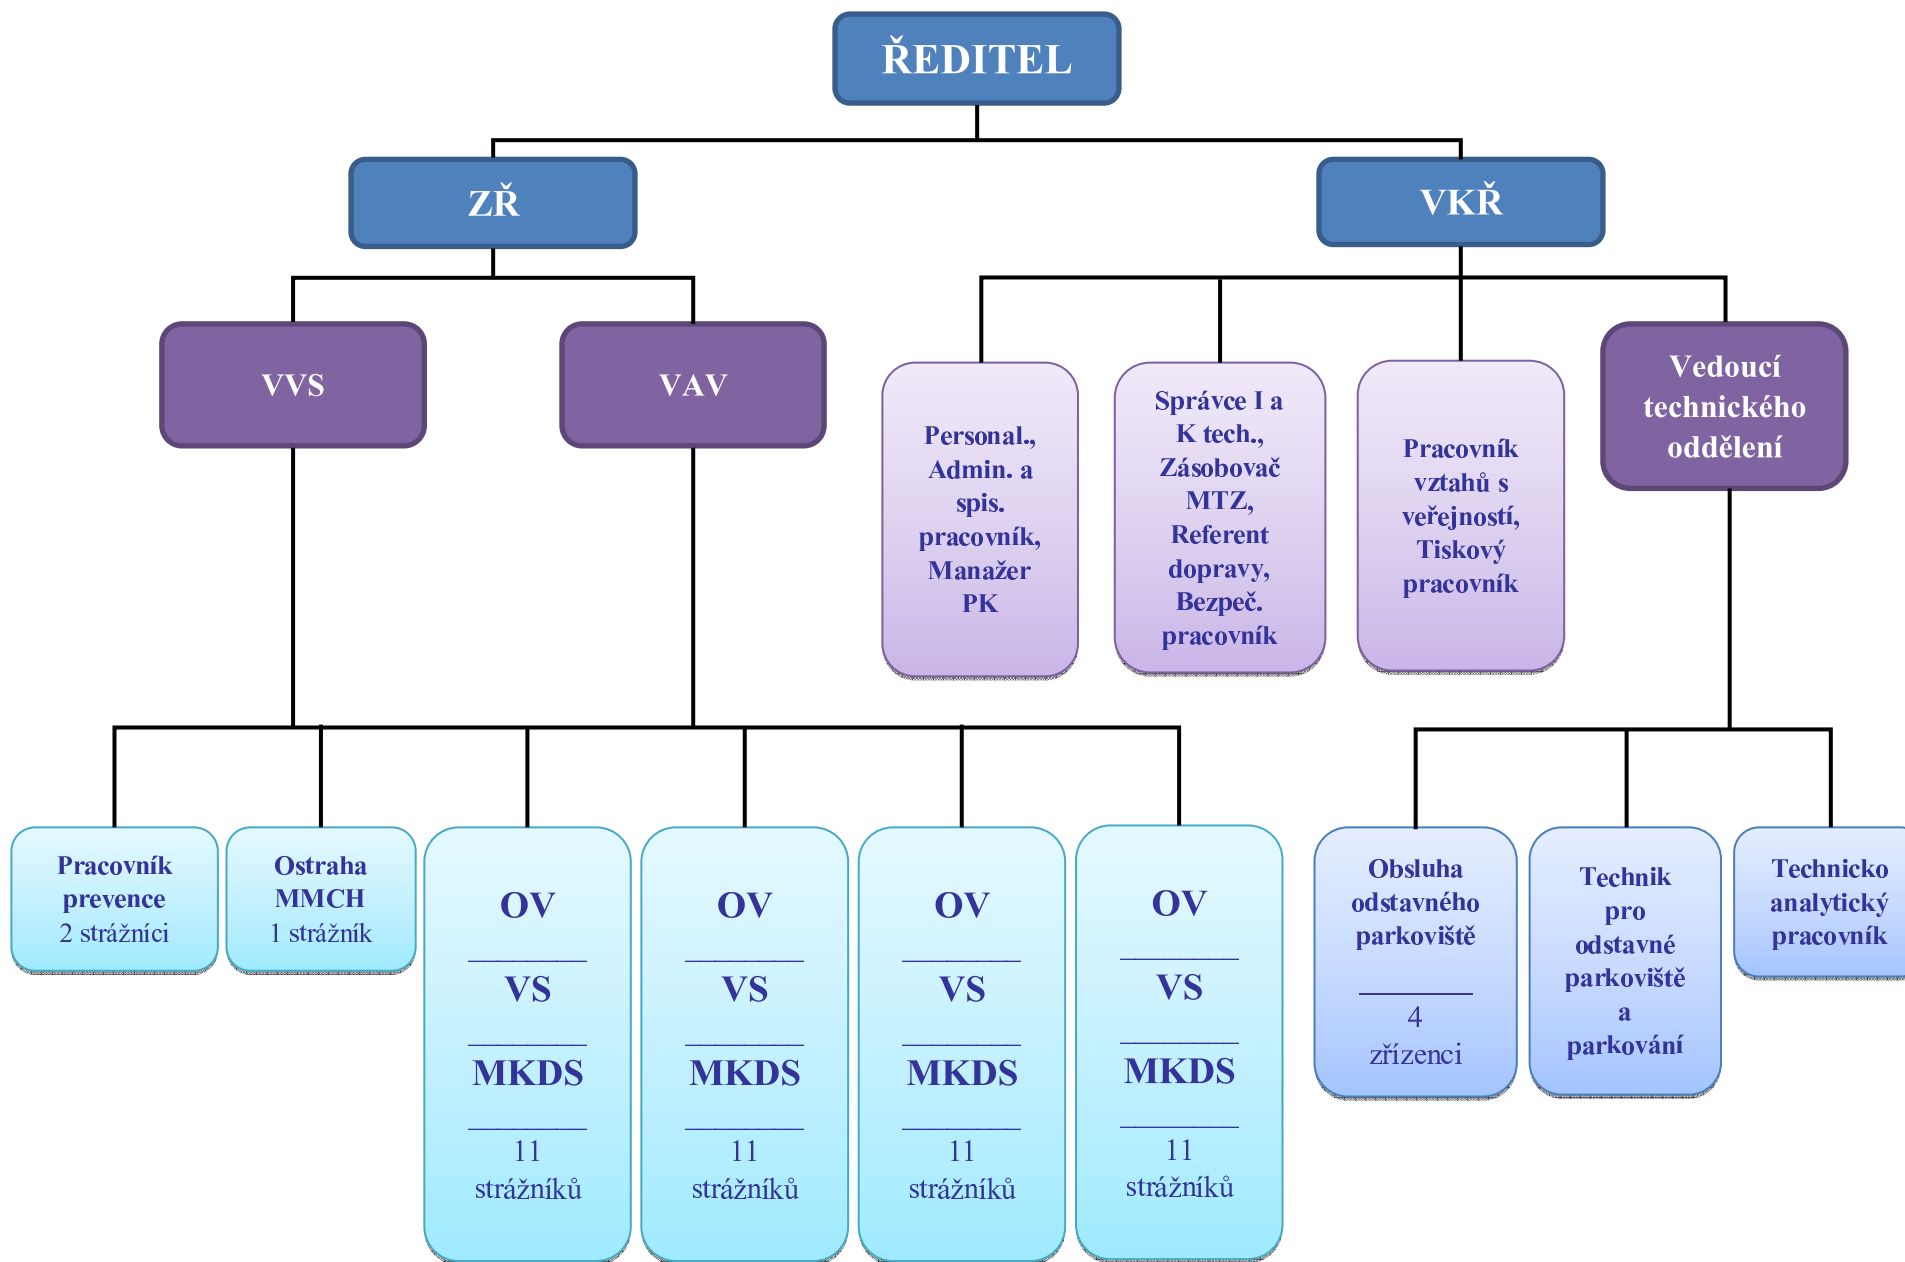 ŘEDITEL
ZŘ
VKŘ
VVS
VAV
Personal.,
Admin. a
spis.
pracovník,
Manažer
PK
Správce I a
K tech.,
Zásobovač
MTZ,
Referent
dopravy,
Bezpeč.
pracovník
Pracovník
vztahů s
veřejností,
Tiskový
pracovník
Vedoucí
technického
oddělení
Pracovník
prevence
2 strážníci
Ostraha
MMCH
1 strážník
OV
VS
MKDS
11
strážníků
OV
VS
MKDS
11
strážníků
OV
VS
MKDS
11
strážníků
OV
VS
MKDS
11
strážníků
Obsluha
odstavného
parkoviště
4
zřízenci
Technik
pro
odstavné
parkoviště
a
parkování
Technicko
analytický
pracovník